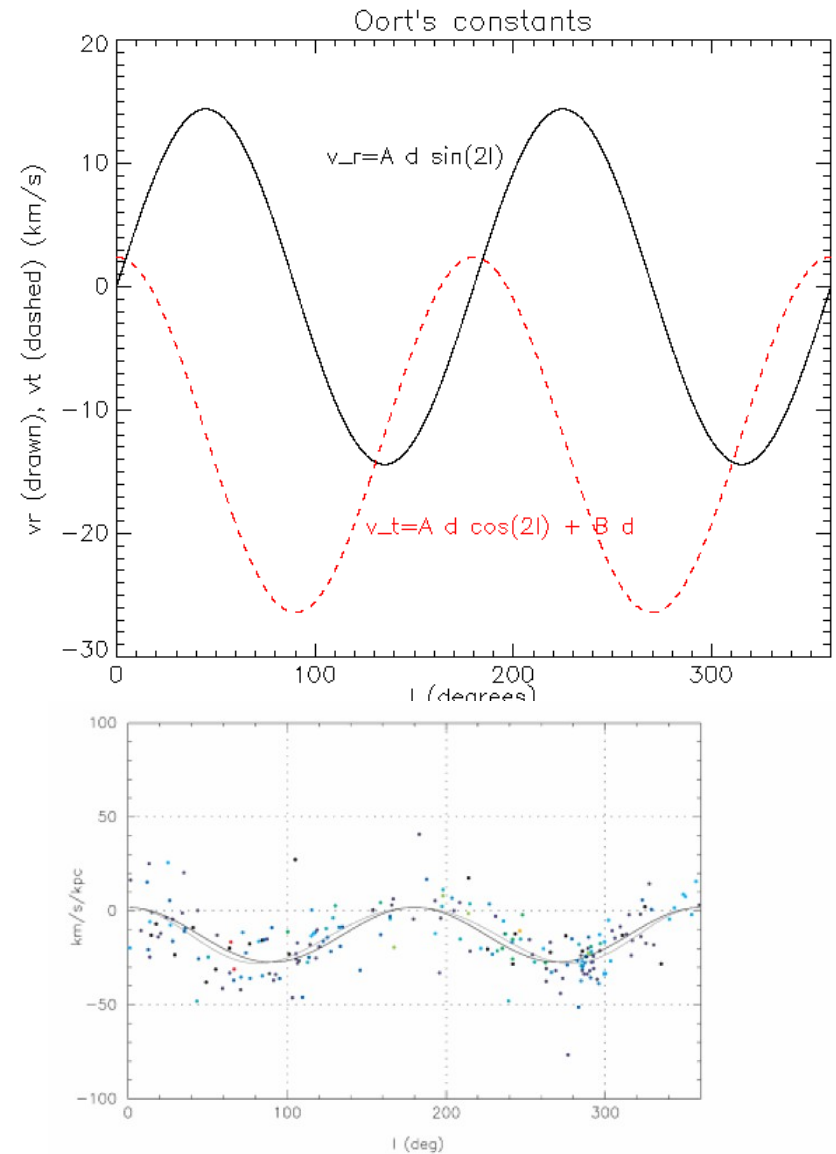 Oort's constants
20
10
0
-10
-20
-30
vr (drawn), vt (dashed) (km/s)
v_r=A d sin(2l)
v_t=A d cos(2l) + B d
0 100 200 300
l (degrees)
100
50
0
-50
-100
km/s/kpc
0 100 200 300
l (deg)